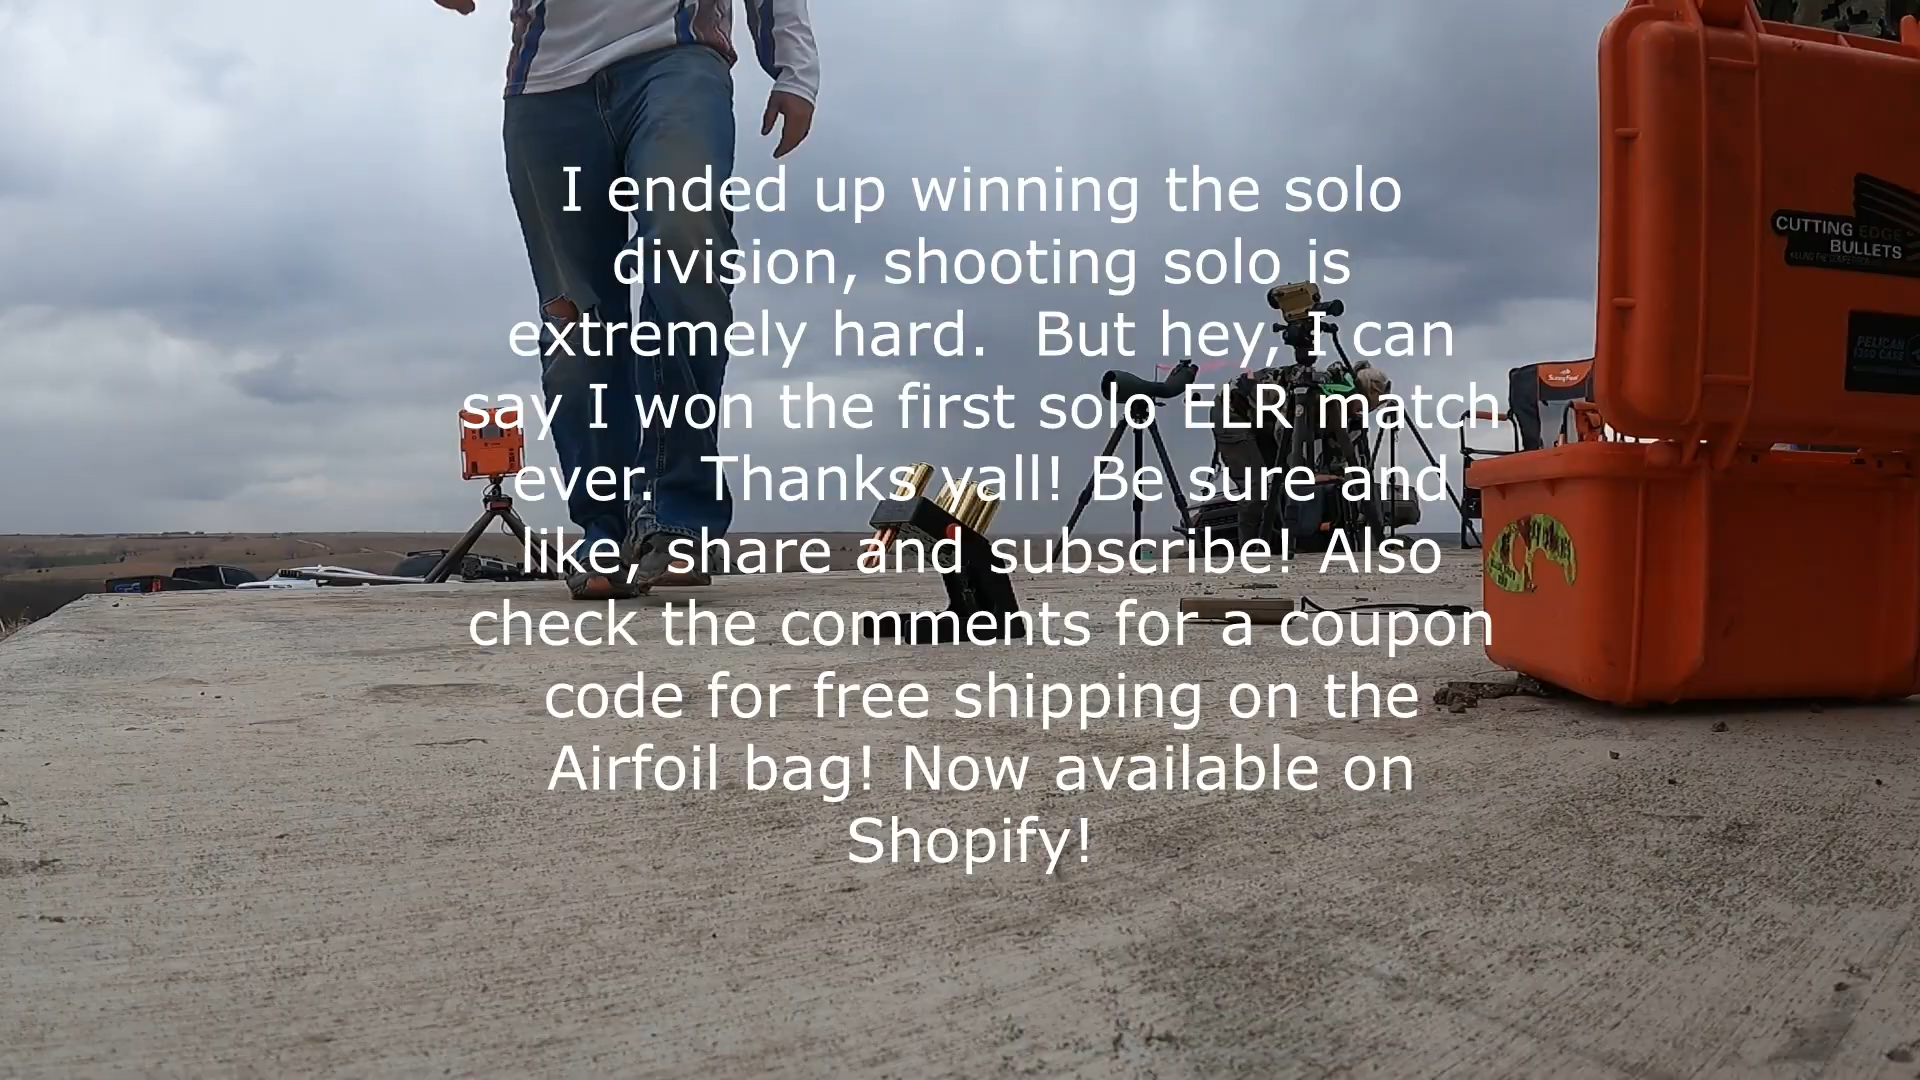 I ended up winning the solo
division, shooting solo is
extremely hard.  But hey, I can
say I won the first solo ELR match
ever.  Thanks yall! Be sure and
like, share and subscribe! Also
check the comments for a coupon
code for free shipping on the
Airfoil bag! Now available on
Shopify!
CUTTING EDGE
BULLETS
PELICAN